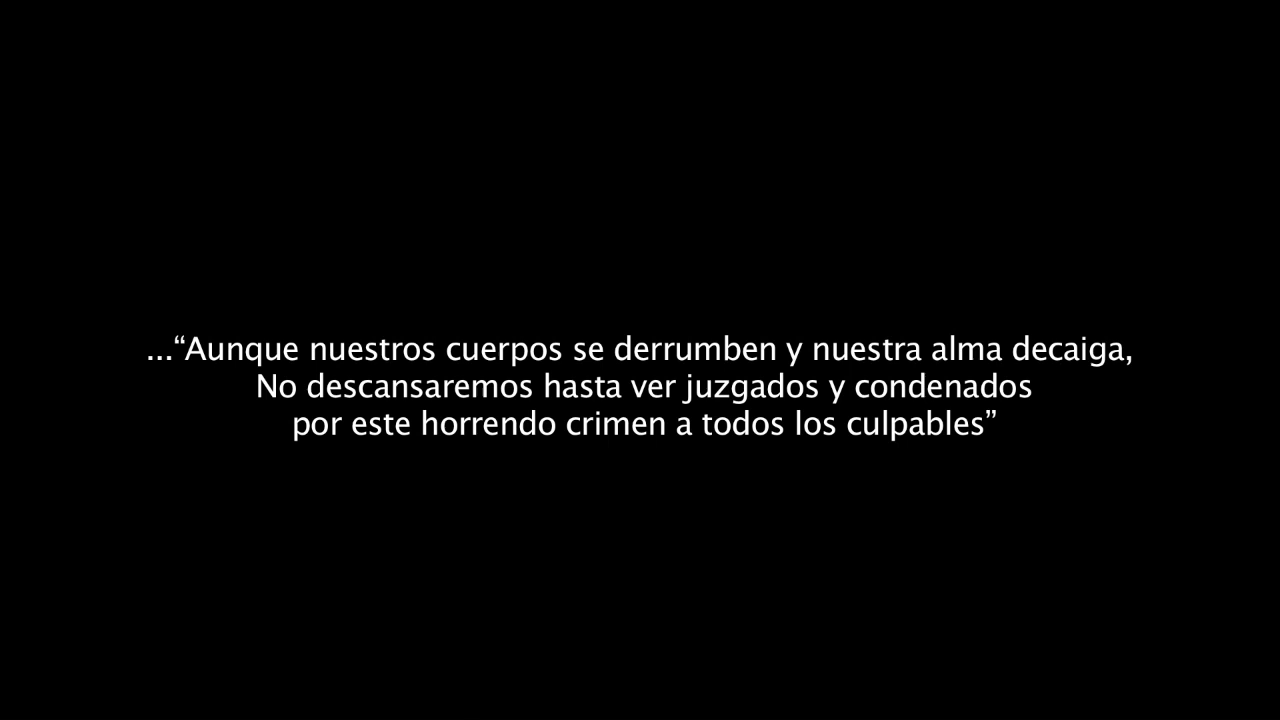 ...“Aunque nuestros cuerpos se derrumben y nuestra alma decaiga,
No descansaremos hasta ver juzgados y condenados
por este horrendo crimen a todos los culpables”